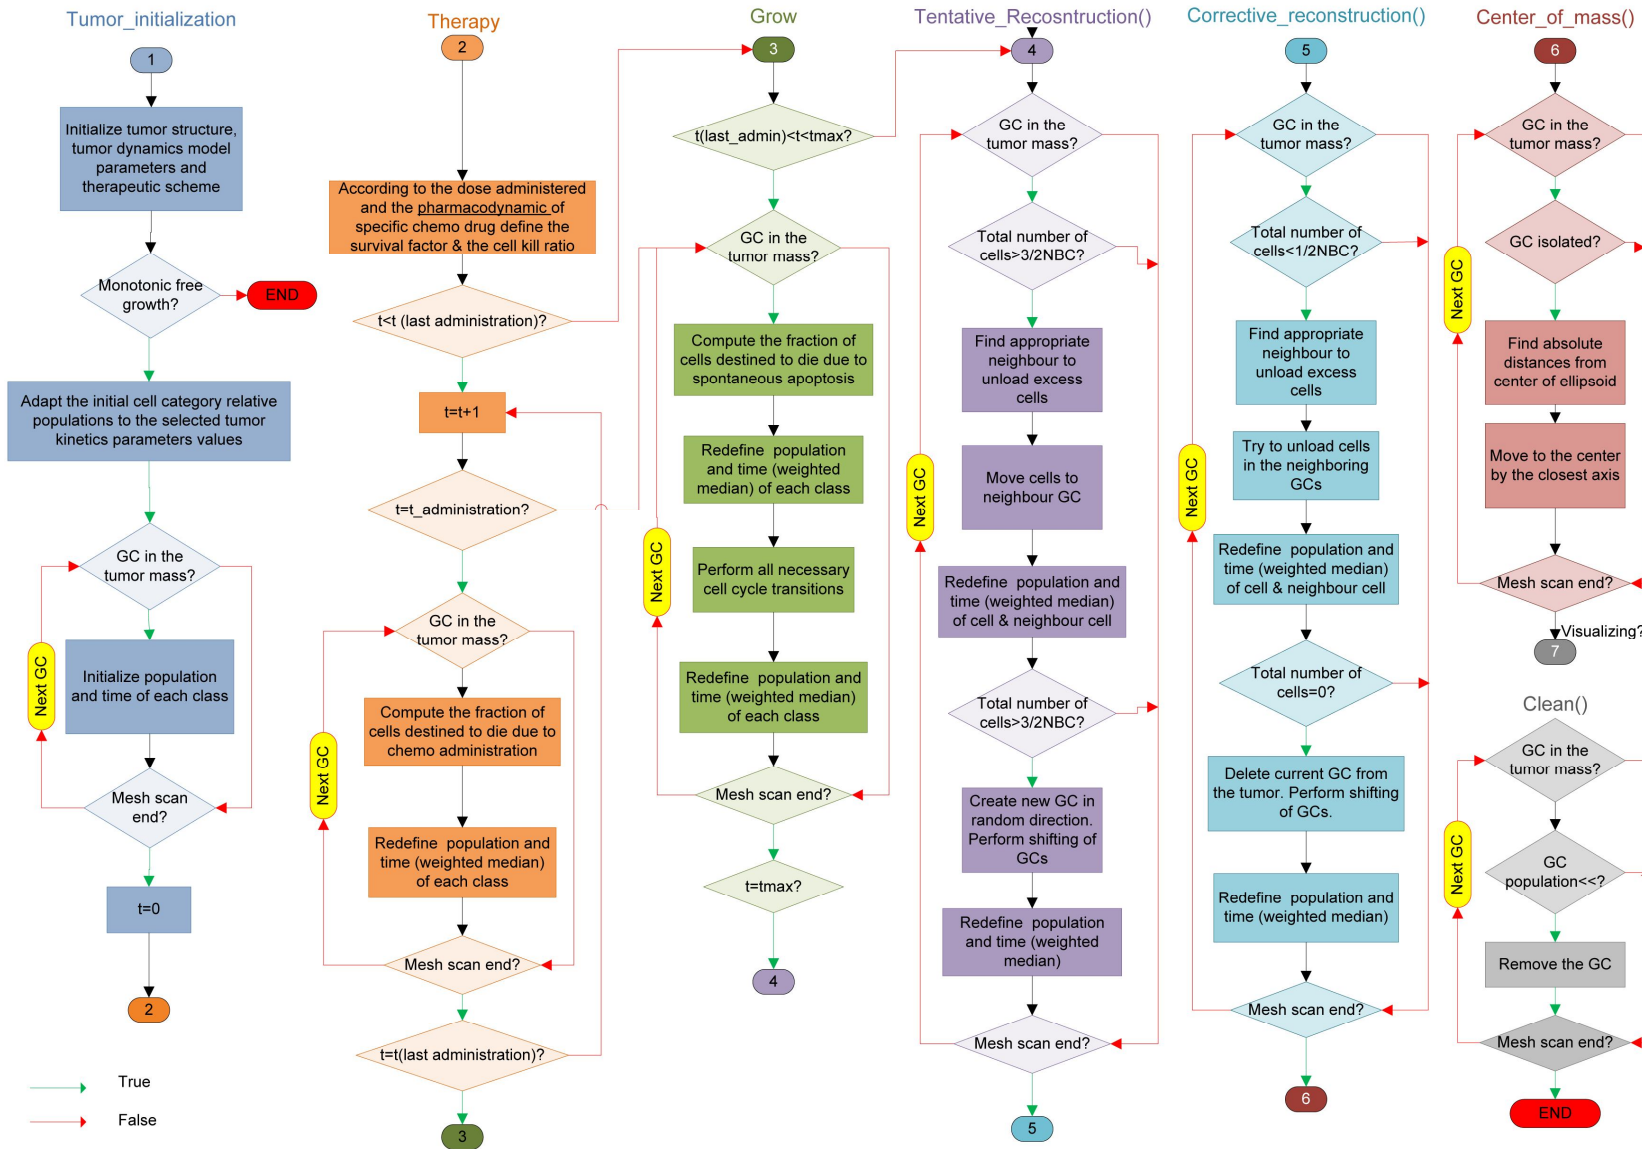 Tumor_initialization
1
Initialize tumor structure,
tumor dynamics model
parameters and
therapeutic scheme
Monotonic free
growth?
END
Adapt the initial cell category relative
populations to the selected tumor
kinetics parameters values
GC in the
tumor mass?
Next GC
Initialize population
and time of each class
Mesh scan
end?
t=0
2
True
False
Therapy
2
According to the dose administered
and the pharmacodynamic of
specific chemo drug define the
survival factor & the cell kill ratio
t<t (last administration)?
t=t+1
t=t_administration?
GC in the
tumor mass?
Next GC
Compute the fraction of
cells destined to die due to
chemo administration
Redefine population and
time (weighted median)
of each class
Mesh scan end?
t=t(last administration)?
3
Grow
3
t(last_admin)<t<tmax?
GC in the
tumor mass?
Compute the fraction of
cells destined to die due to
spontaneous apoptosis
Redefine population
and time (weighted
median) of each class
Next GC
Perform all necessary
cell cycle transitions
Redefine population and
time (weighted median)
of each class
Mesh scan end?
t=tmax?
4
Tentative_Recosntruction()
4
GC in the
tumor mass?
Total number of
cells>3/2NBC?
Find appropriate
neighbour to
unload excess
cells
Next GC
Move cells to
neighbour GC
Redefine population and
time (weighted median)
of cell & neighbour cell
Total number of
cells>3/2NBC?
Create new GC in
random direction.
Perform shifting of
GCs
Redefine population
and time (weighted
median)
Mesh scan end?
5
Corrective_reconstruction()
5
GC in the
tumor mass?
Total number of
cells<1/2NBC?
Find appropriate
neighbour to
unload excess
cells
Try to unload cells
in the neighboring
GCs
Next GC
Redefine population and
time (weighted median)
of cell & neighbour cell
Total number of
cells=0?
Delete current GC from
the tumor. Perform shifting
of GCs.
Redefine population and
time (weighted median)
Mesh scan end?
6
Center_of_mass()
6
GC in the
tumor mass?
GC isolated?
Next GC
Find absolute
distances from
center of ellipsoid
Move to the center
by the closest axis
Mesh scan end?
Visualizing?
7
Clean()
GC in the
tumor mass?
Next GC
GC
population<<?
Remove the GC
Mesh scan end?
END